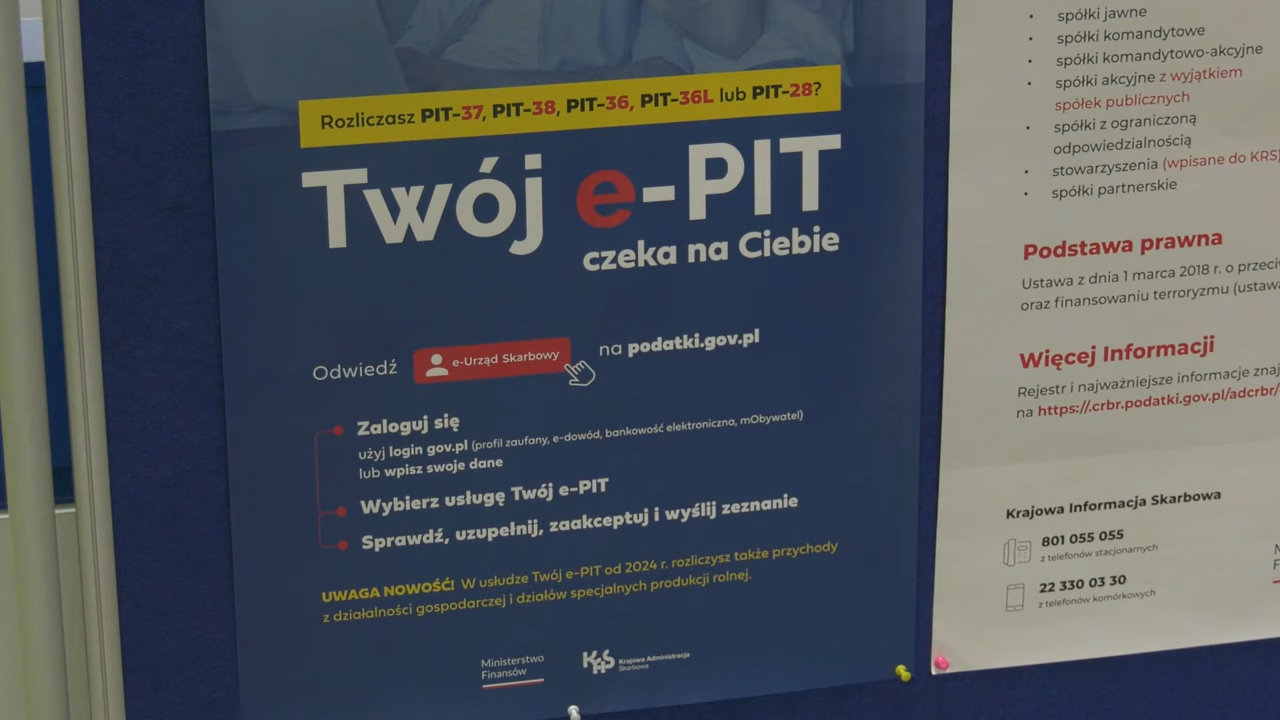 Rozliczasz PIT-37, PIT-38, PIT-36, PIT-36L lub PIT-28?
Twój e-PIT
czeka na Ciebie
Odwiedź e-Urząd Skarbowy na podatki.gov.pl
Zaloguj się
użyj login gov.pl (profil zaufany, e-dowód, bankowość elektroniczna, mObywatel)
lub wpisz swoje dane
Wybierz usługę Twój e-PIT
Sprawdź, uzupełnij, zaakceptuj i wyślij zeznanie
UWAGA NOWOŚĆ! W usłudze Twój e-PIT od 2024 r. rozliczysz także przychody
z działalności gospodarczej i działów specjalnych produkcji rolnej.
Ministerstwo
Finansów
KAS Krajowa Administracja
Skarbowa
• spółki jawne
• spółki komandytowe
• spółki komandytowo-akcyjne
• spółki akcyjne z wyjątkiem
spółek publicznych
• spółki z ograniczoną
odpowiedzialnością
• stowarzyszenia (wpisane do KRS)
• spółki partnerskie
Podstawa prawna
Ustawa z dnia 1 marca 2018 r. o
oraz finansowaniu terroryzmu
Więcej Informacji
Rejestr i najważniejsze informacje
na https://.crbr.podatki.gov.pl/adcrbr/
Krajowa Informacja Skarbowa
801 055 055
z telefonów stacjonarnych
22 330 03 30
z telefonów komórkowych